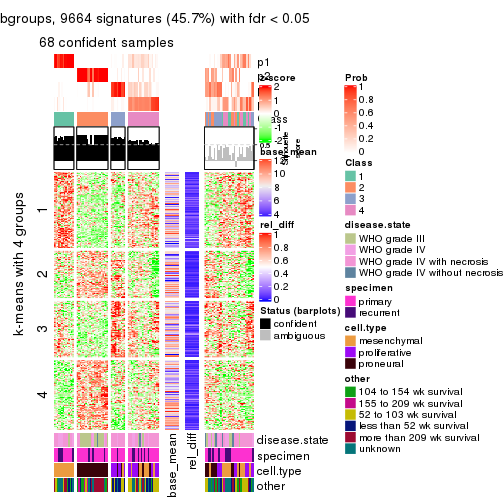 bgroups, 9664 signatures (45.7%) with fdr < 0.05
68 confident samples
p1
z-score
2
1
0
-1
-2
base_mean
12
10
8
6
4
rel_diff
1
0.8
0.6
0.4
0.2
0
Status (barplots)
confident
ambiguous
Prob
1
0.8
0.6
0.4
0.2
0
Class
1
2
3
4
disease.state
WHO grade III
WHO grade IV
WHO grade IV with necrosis
WHO grade IV without necrosis
specimen
primary
recurrent
cell.type
mesenchymal
proliferative
proneural
other
104 to 154 wk survival
155 to 209 wk survival
52 to 103 wk survival
less than 52 wk survival
more than 209 wk survival
unknown
k-means with 4 groups
1
2
3
4
base_mean
rel_diff
disease.state
specimen
cell.type
other